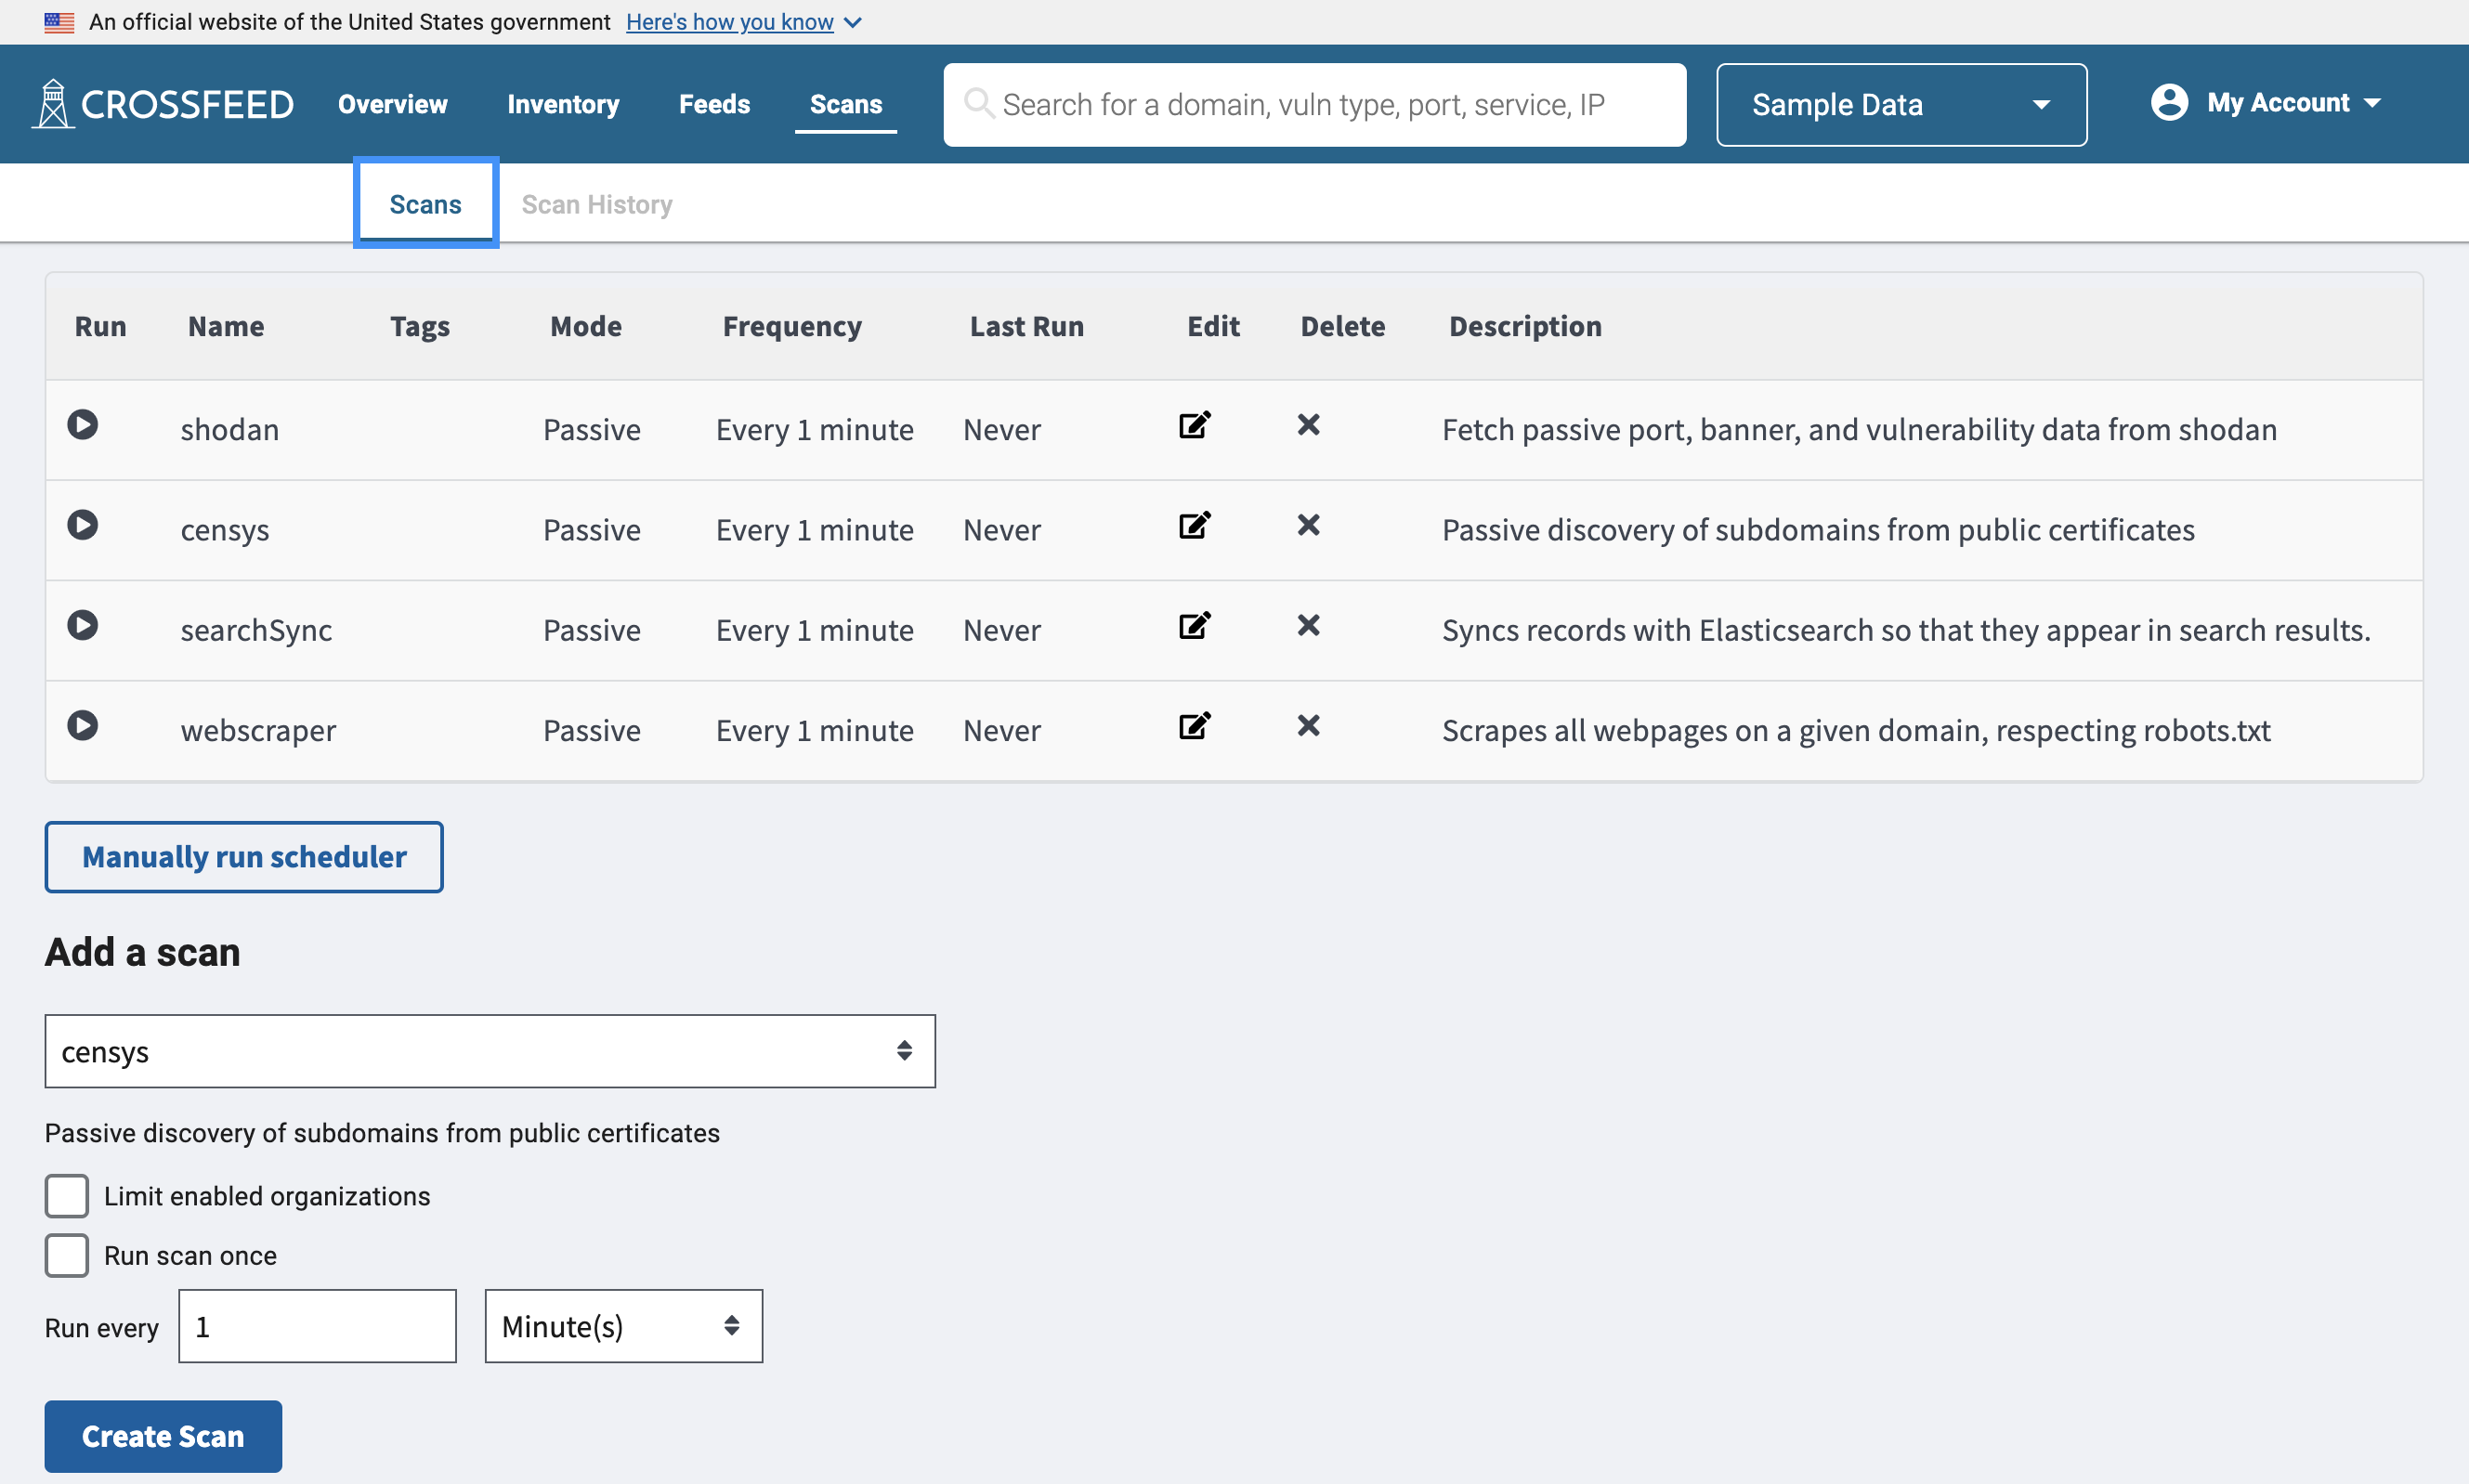 An official website of the United States government Here's how you know
CROSSFEED Overview Inventory Feeds Scans Search for a domain, vuln type, port, service, IP Sample Data My Account
Scans Scan History
Run Name Tags Mode Frequency Last Run Edit Delete Description
shodan Passive Every 1 minute Never Fetch passive port, banner, and vulnerability data from shodan
censys Passive Every 1 minute Never Passive discovery of subdomains from public certificates
searchSync Passive Every 1 minute Never Syncs records with Elasticsearch so that they appear in search results.
webscraper Passive Every 1 minute Never Scrapes all webpages on a given domain, respecting robots.txt
Manually run scheduler
Add a scan
censys
Passive discovery of subdomains from public certificates
Limit enabled organizations
Run scan once
Run every 1 Minute(s)
Create Scan